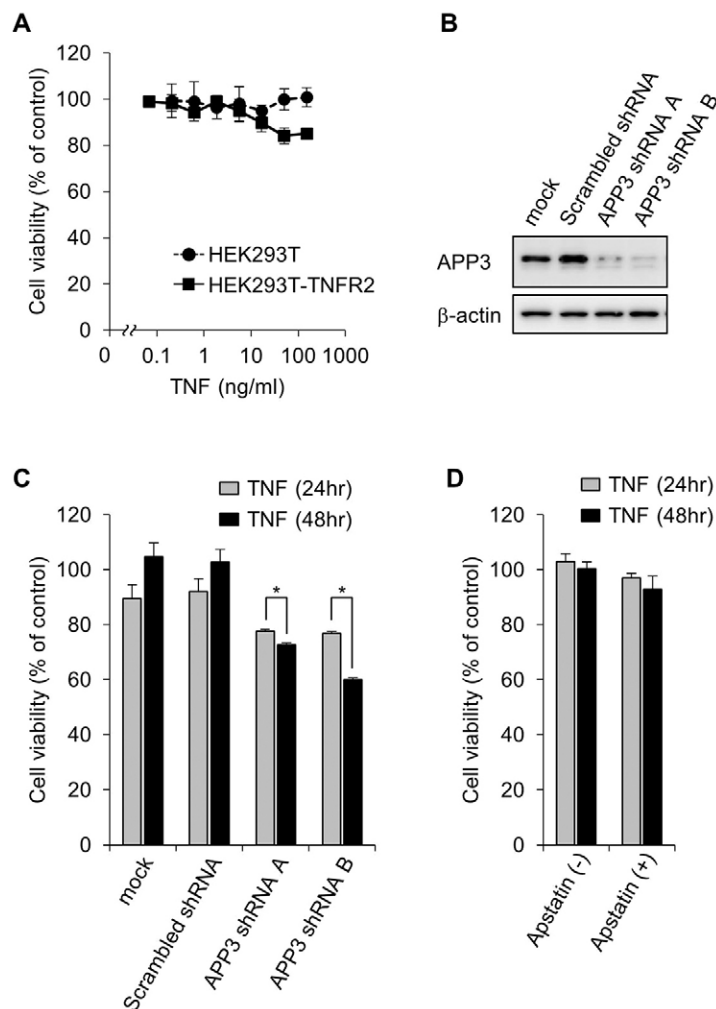 A
120
100
80
60
40
20
0
Cell viability (% of control)
HEK293T
HEK293T-TNFR2
0 0.1 1 10 100 1000
TNF (ng/ml)
B
mock
Scrambled shRNA
APP3 shRNA A
APP3 shRNA B
APP3
β-actin
C
TNF (24hr)
TNF (48hr)
120
100
80
60
40
20
0
Cell viability (% of control)
* *
mock
Scrambled shRNA
APP3 shRNA A
APP3 shRNA B
D
TNF (24hr)
TNF (48hr)
120
100
80
60
40
20
0
Cell viability (% of control)
Apstatin (-)
Apstatin (+)